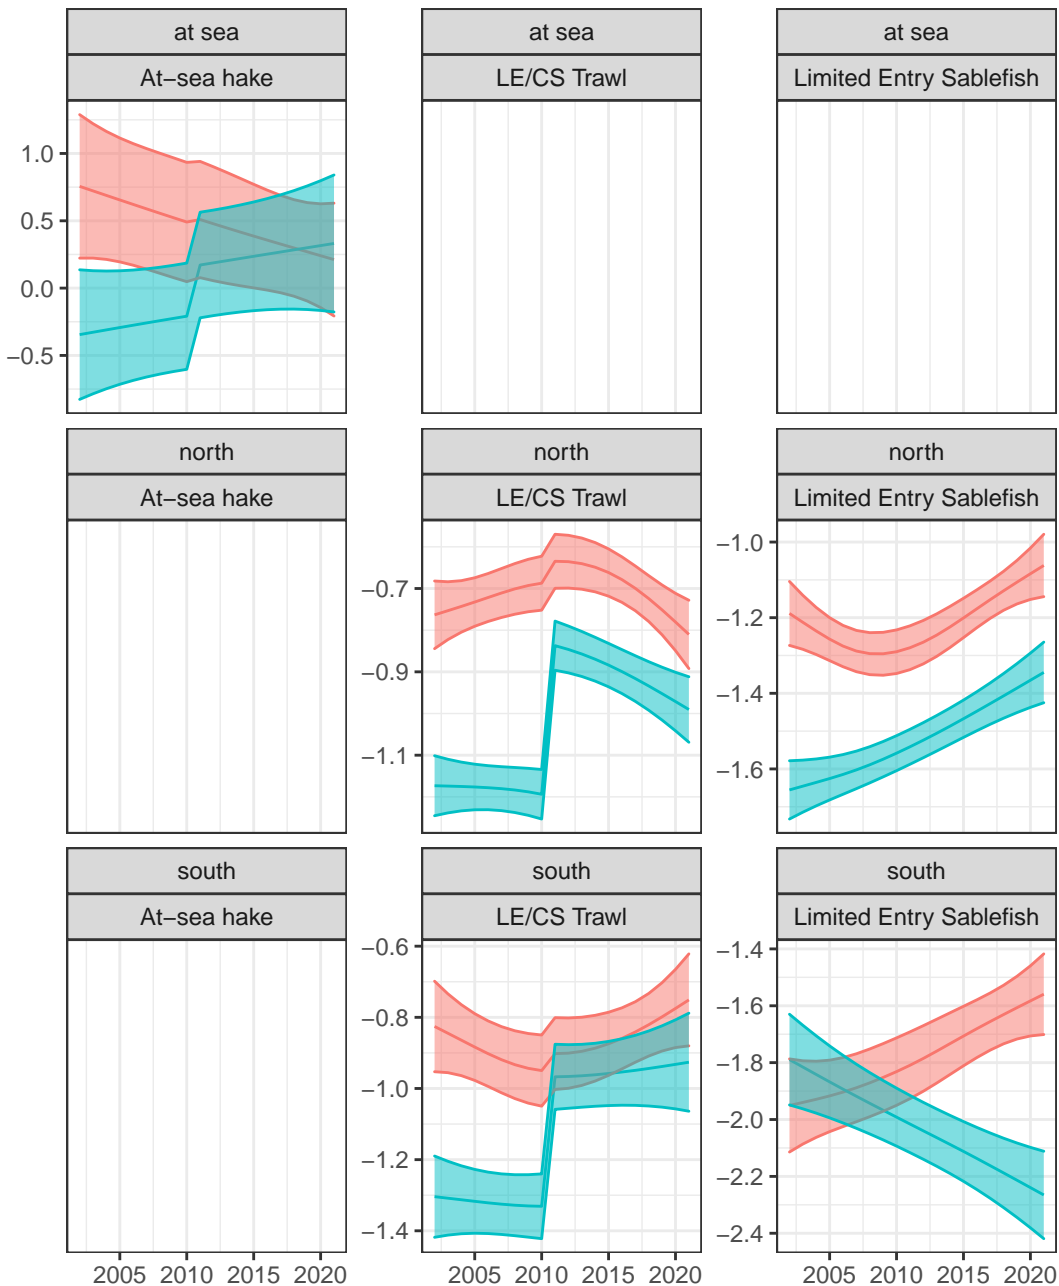 at sea
At−sea hake
at sea
LE/CS Trawl
at sea
Limited Entry Sablefish
1.0
0.5
0.0
−0.5
north
At−sea hake
north
LE/CS Trawl
−0.7
−0.9
−1.1
north
Limited Entry Sablefish
−1.0
−1.2
−1.4
−1.6
south
At−sea hake
2005 2010 2015 2020
south
LE/CS Trawl
−0.6
−0.8
−1.0
−1.2
−1.4
2005 2010 2015 2020
south
Limited Entry Sablefish
−1.4
−1.6
−1.8
−2.0
−2.2
−2.4
2005 2010 2015 2020